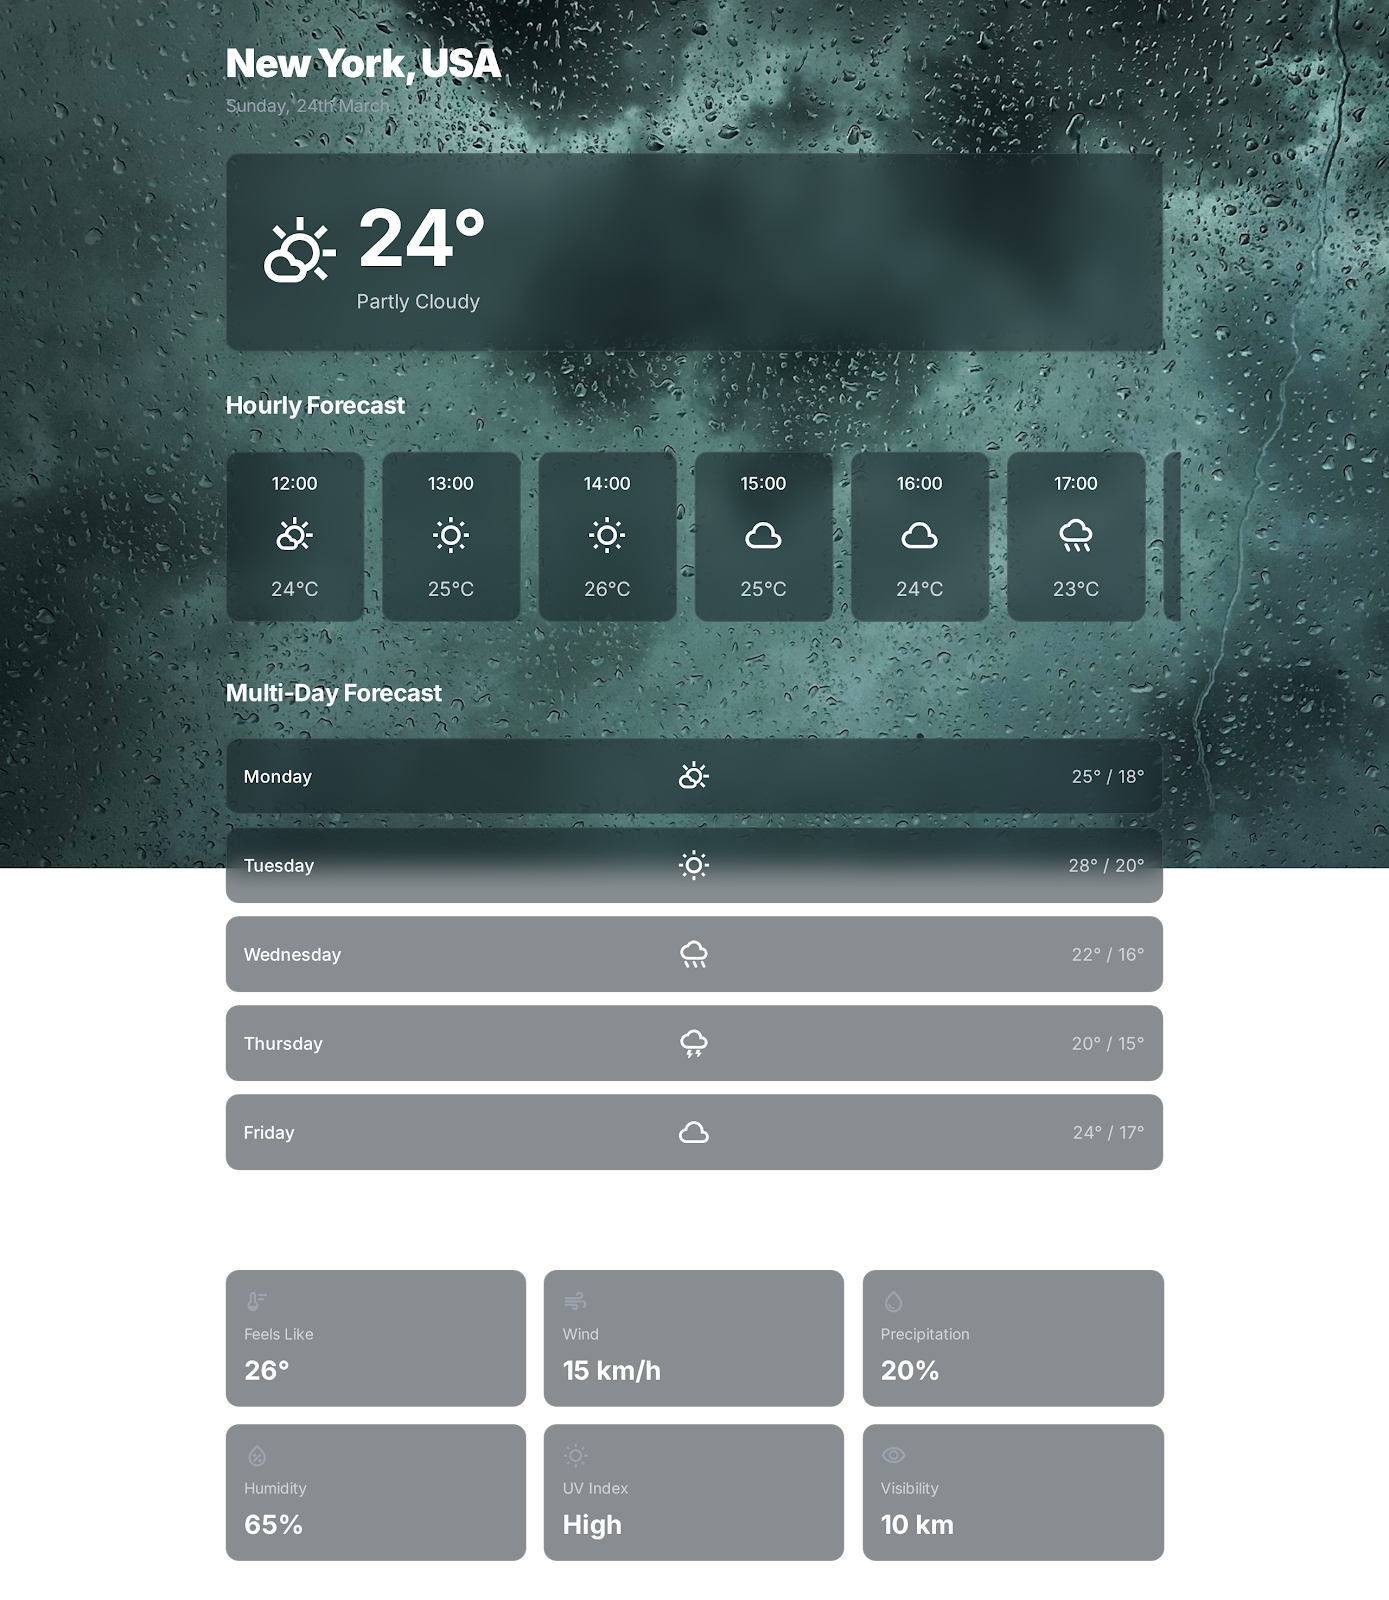 New York, USA
Sunday, 24th March
24°
Partly Cloudy
Hourly Forecast
12:00
24°C
13:00
25°C
14:00
26°C
15:00
25°C
16:00
24°C
17:00
23°C
Multi-Day Forecast
Monday
25° / 18°
Tuesday
28° / 20°
Wednesday
22° / 16°
Thursday
20° / 15°
Friday
24° / 17°
Feels Like
26°
Wind
15 km/h
Precipitation
20%
Humidity
65%
UV Index
High
Visibility
10 km